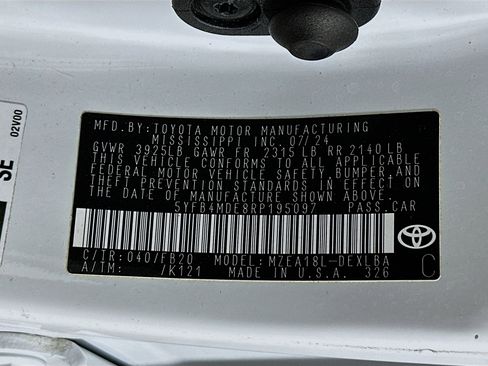 MFD. BY: TOYOTA MOTOR MANUFACTURING
MISSISSIPPI INC. 07/24
GVWR 3925LB GAWR FR 2315 LB RR 2140 LB
THIS VEHICLE CONFORMS TO ALL APPLICABLE
FEDERAL MOTOR VEHICLE SAFETY, BUMPER, AND
THEFT PREVENTION STANDARDS IN EFFECT ON
THE DATE OF MANUFACTURE SHOWN ABOVE.
5YFB4MDE8RP195097 PASS. CAR
C/TR: 040/FB20 MODEL: MZEA18L-DEXLBA
A/TM: /K121 MADE IN U.S.A. 326
C
SE
02V00